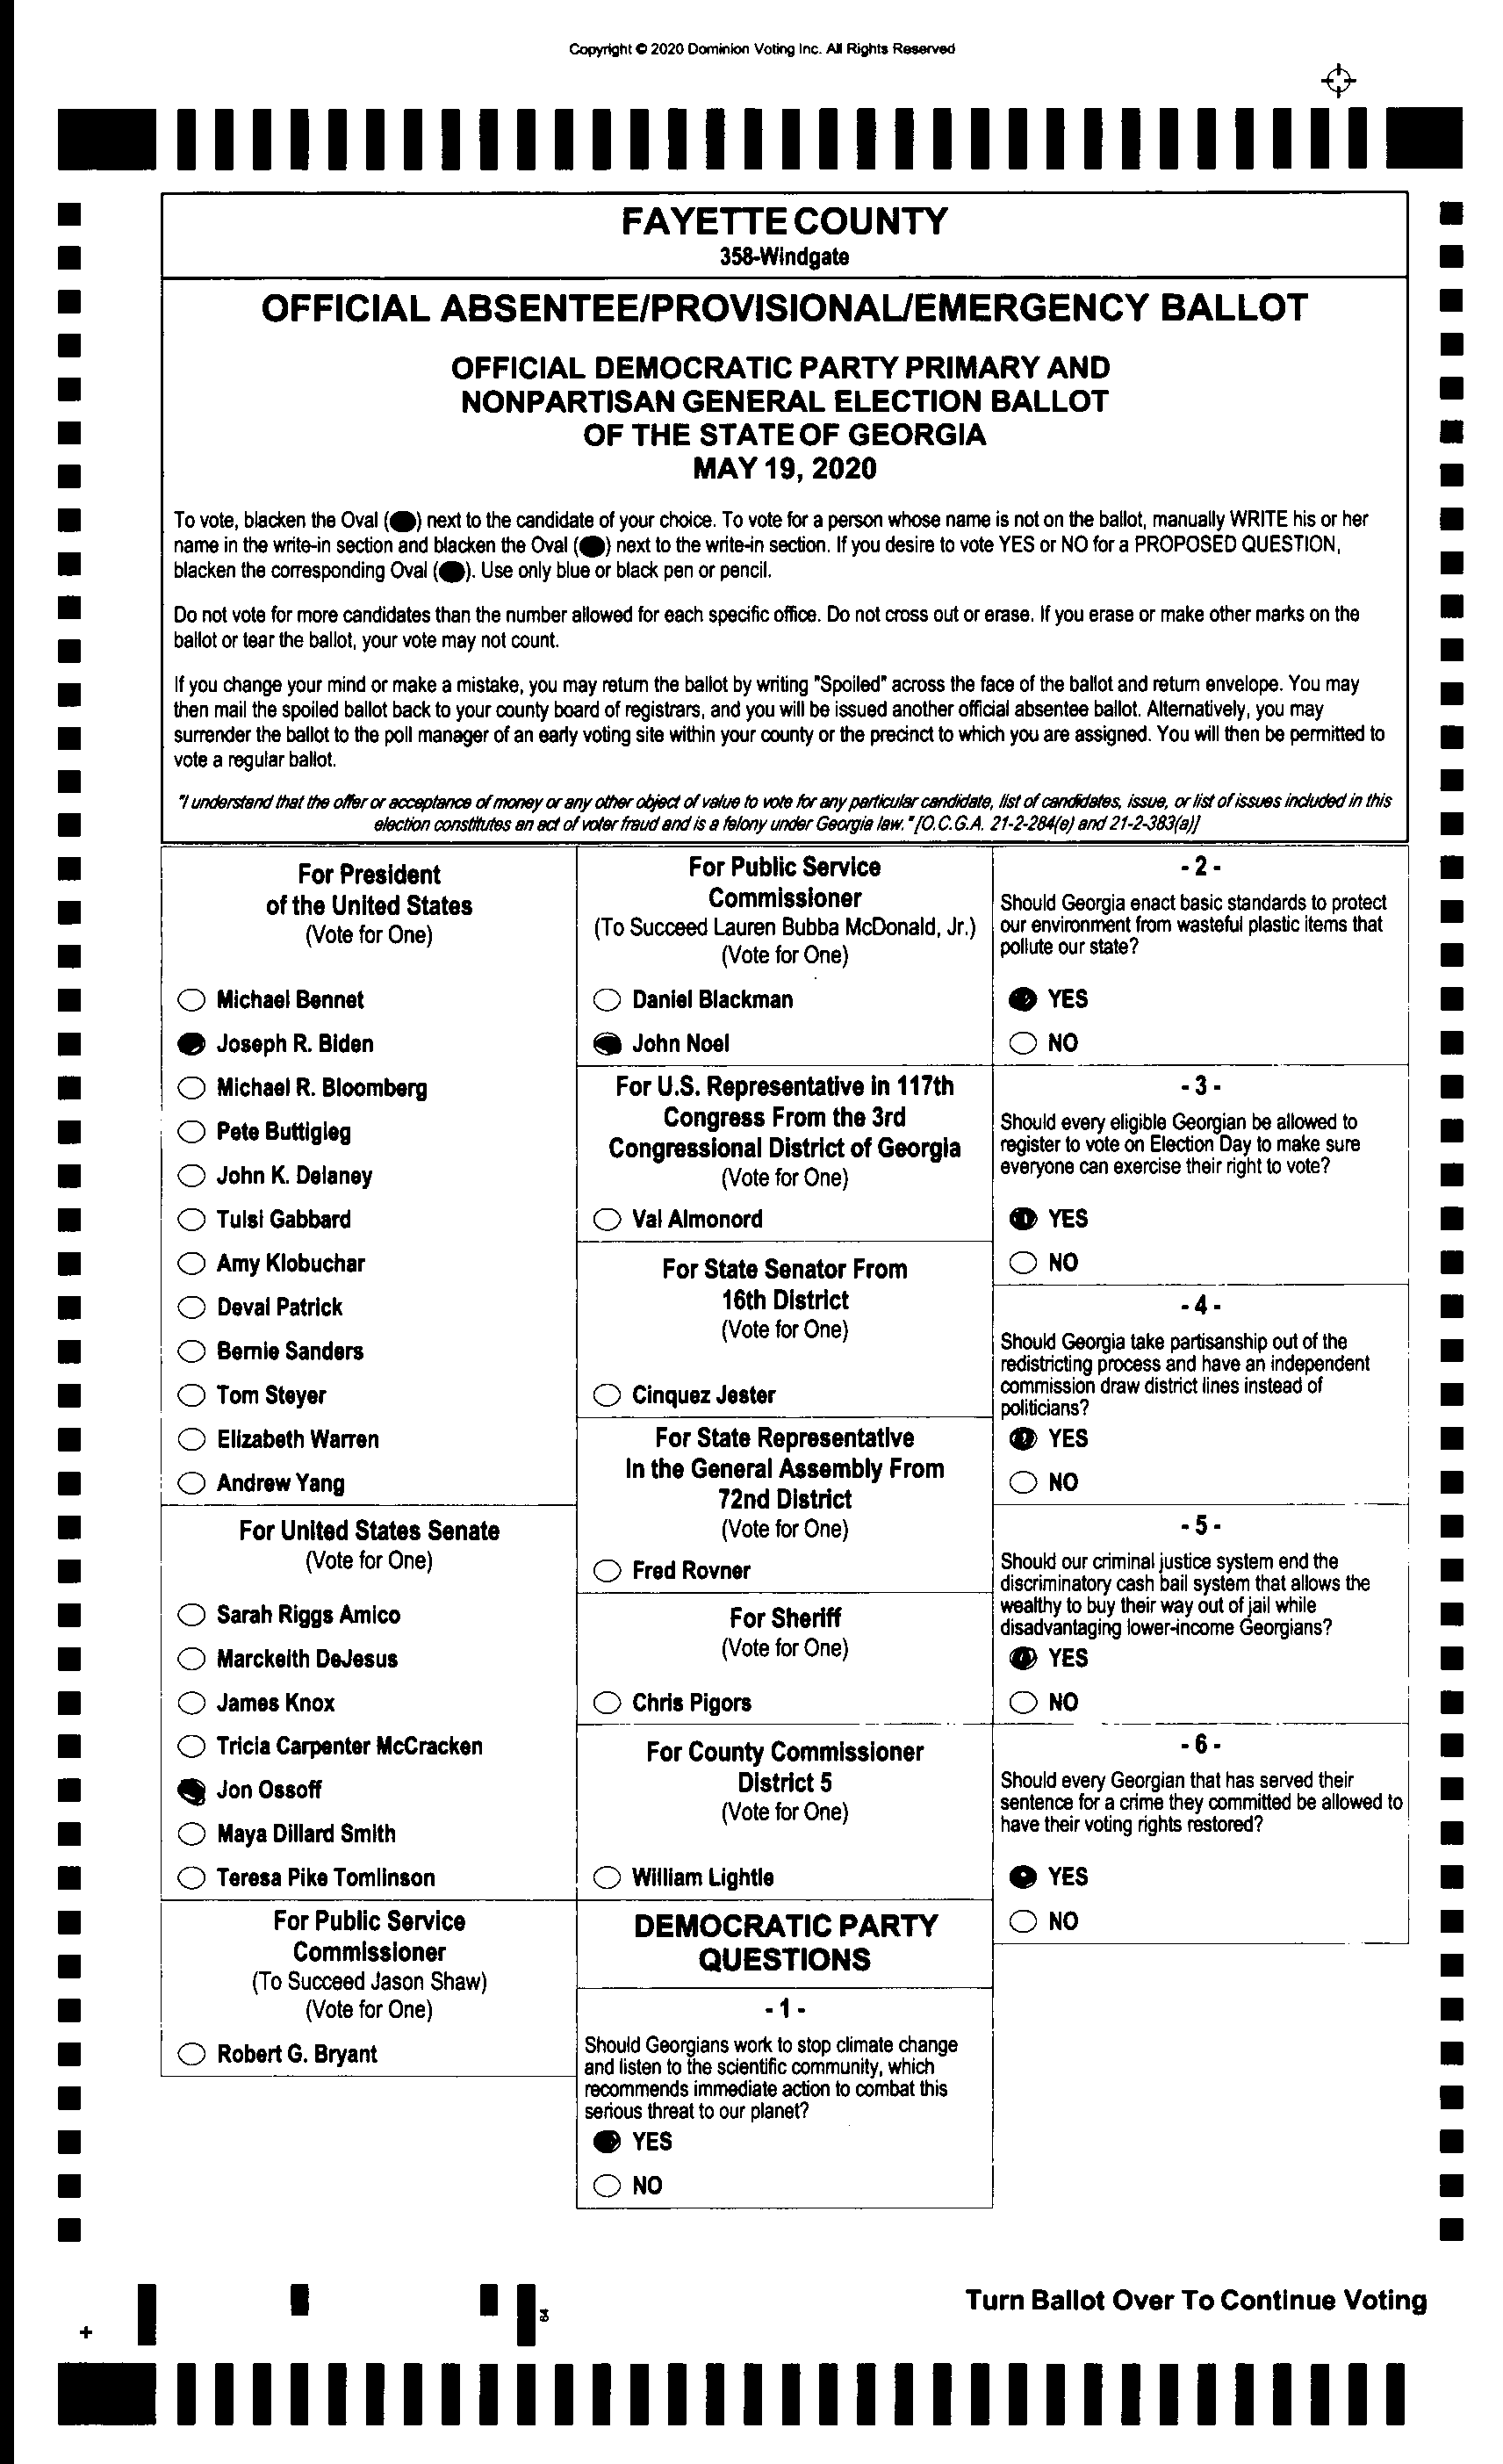 Copyright © 2020 Dominion Voting Inc. All Rights Reserved
FAYETTE COUNTY
358-Windgate
OFFICIAL ABSENTEE/PROVISIONAL/EMERGENCY BALLOT
OFFICIAL DEMOCRATIC PARTY PRIMARY AND
NONPARTISAN GENERAL ELECTION BALLOT
OF THE STATE OF GEORGIA
MAY 19, 2020
To vote, blacken the Oval ( ) next to the candidate of your choice. To vote for a person whose name is not on the ballot, manually WRITE his or her
name in the write-in section and blacken the Oval ( ) next to the write-in section. If you desire to vote YES or NO for a PROPOSED QUESTION,
blacken the corresponding Oval ( ). Use only blue or black pen or pencil.
Do not vote for more candidates than the number allowed for each specific office. Do not cross out or erase. If you erase or make other marks on the
ballot or tear the ballot, your vote may not count.
If you change your mind or make a mistake, you may return the ballot by writing "Spoiled" across the face of the ballot and return envelope. You may
then mail the spoiled ballot back to your county board of registrars, and you will be issued another official absentee ballot. Alternatively, you may
surrender the ballot to the poll manager of an early voting site within your county or the precinct to which you are assigned. You will then be permitted to
vote a regular ballot.
"I understand that the offer or acceptance of money or any other object of value to vote for any particular candidate, list of candidates, issue, or list of issues included in this
election constitutes an act of voter fraud and is a felony under Georgia law." [O.C.G.A. 21-2-284(e) and 21-2-383(a)]
For President
of the United States
(Vote for One)
Michael Bennet
Joseph R. Biden
Michael R. Bloomberg
Pete Buttigieg
John K. Delaney
Tulsi Gabbard
Amy Klobuchar
Deval Patrick
Bernie Sanders
Tom Steyer
Elizabeth Warren
Andrew Yang
For United States Senate
(Vote for One)
Sarah Riggs Amico
Marckeith DeJesus
James Knox
Tricia Carpenter McCracken
Jon Ossoff
Maya Dillard Smith
Teresa Pike Tomlinson
For Public Service
Commissioner
(To Succeed Jason Shaw)
(Vote for One)
Robert G. Bryant
For Public Service
Commissioner
(To Succeed Lauren Bubba McDonald, Jr.)
(Vote for One)
Daniel Blackman
John Noel
For U.S. Representative in 117th
Congress From the 3rd
Congressional District of Georgia
(Vote for One)
Val Almonord
For State Senator From
16th District
(Vote for One)
Cinquez Jester
For State Representative
In the General Assembly From
72nd District
(Vote for One)
Fred Rovner
For Sheriff
(Vote for One)
Chris Pigors
For County Commissioner
District 5
(Vote for One)
William Lightle
DEMOCRATIC PARTY
QUESTIONS
- 1 -
Should Georgians work to stop climate change
and listen to the scientific community, which
recommends immediate action to combat this
serious threat to our planet?
YES
NO
- 2 -
Should Georgia enact basic standards to protect
our environment from wasteful plastic items that
pollute our state?
YES
NO
- 3 -
Should every eligible Georgian be allowed to
register to vote on Election Day to make sure
everyone can exercise their right to vote?
YES
NO
- 4 -
Should Georgia take partisanship out of the
redistricting process and have an independent
commission draw district lines instead of
politicians?
YES
NO
- 5 -
Should our criminal justice system end the
discriminatory cash bail system that allows the
wealthy to buy their way out of jail while
disadvantaging lower-income Georgians?
YES
NO
- 6 -
Should every Georgian that has served their
sentence for a crime they committed be allowed to
have their voting rights restored?
YES
NO
Turn Ballot Over To Continue Voting
64
+